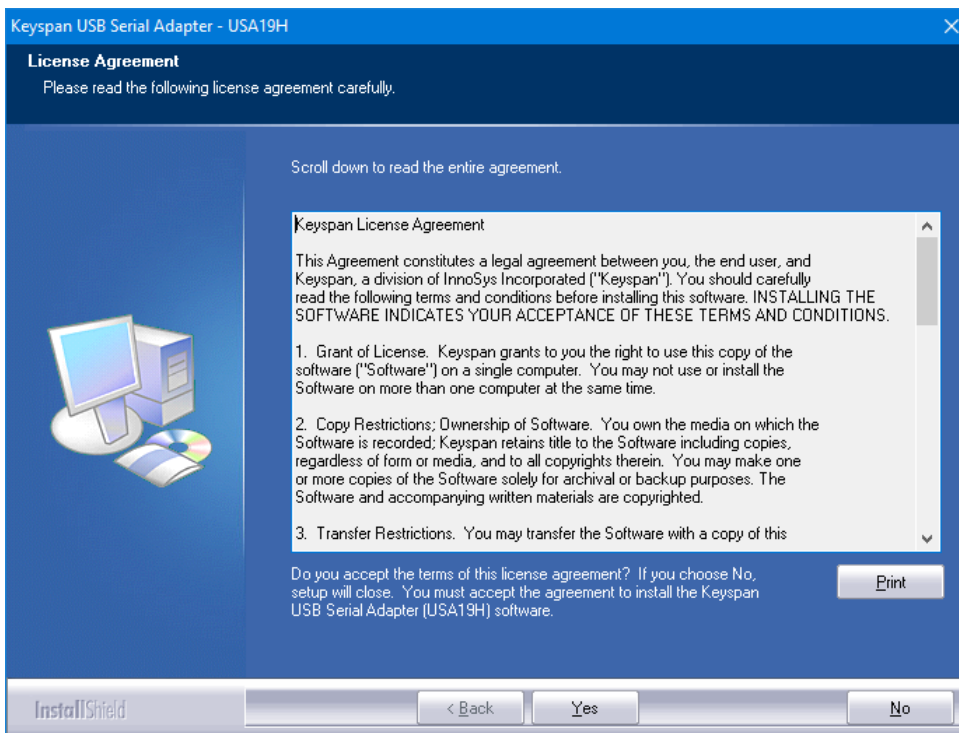 Keyspan USB Serial Adapter - USA19H
License Agreement
Please read the following license agreement carefully.
Scroll down to read the entire agreement.
Keyspan License Agreement
This Agreement constitutes a legal agreement between you, the end user, and
Keyspan, a division of InnoSys Incorporated ("Keyspan"). You should carefully
read the following terms and conditions before installing this software. INSTALLING THE
SOFTWARE INDICATES YOUR ACCEPTANCE OF THESE TERMS AND CONDITIONS.
1. Grant of License. Keyspan grants to you the right to use this copy of the
software ("Software") on a single computer. You may not use or install the
Software on more than one computer at the same time.
2. Copy Restrictions; Ownership of Software. You own the media on which the
Software is recorded; Keyspan retains title to the Software including copies,
regardless of form or media, and to all copyrights therein. You may make one
or more copies of the Software solely for archival or backup purposes. The
Software and accompanying written materials are copyrighted.
3. Transfer Restrictions. You may transfer the Software with a copy of this
Do you accept the terms of this license agreement? If you choose No,
setup will close. You must accept the agreement to install the Keyspan
USB Serial Adapter (USA19H) software.
Print
InstallShield
< Back
Yes
No